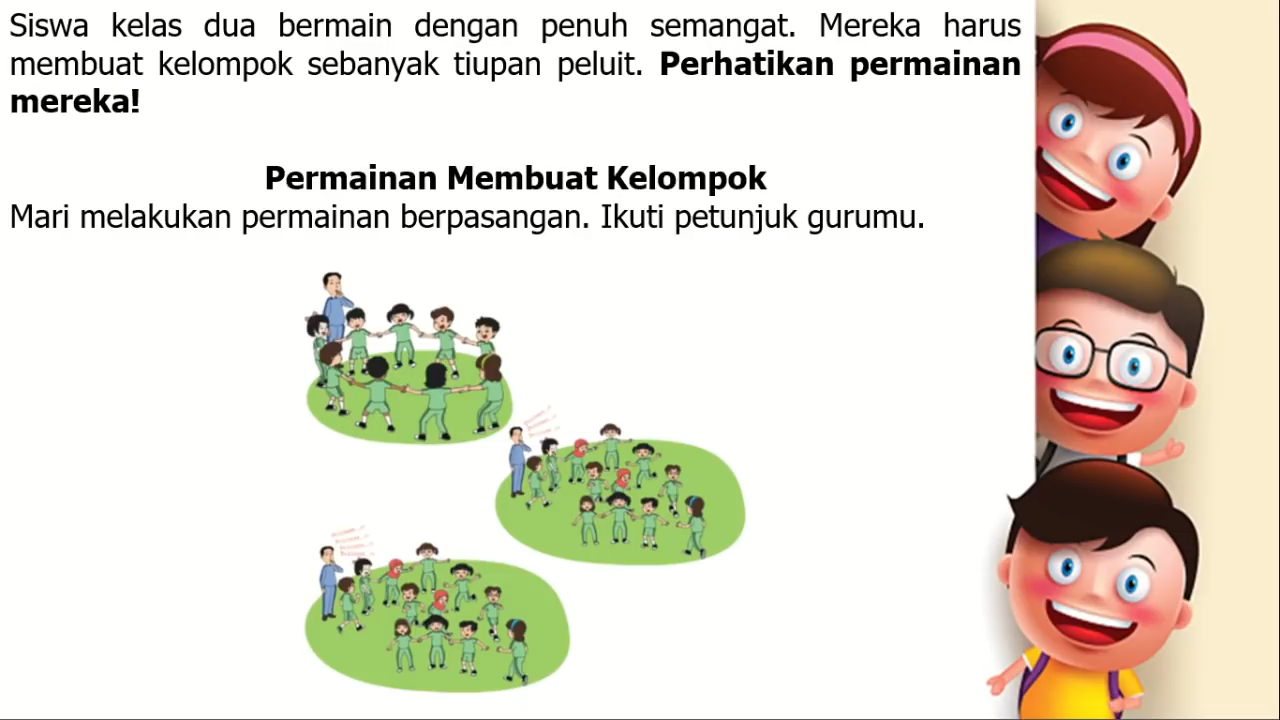 Siswa kelas dua bermain dengan penuh semangat. Mereka harus
membuat kelompok sebanyak tiupan peluit. Perhatikan permainan
mereka!
Permainan Membuat Kelompok
Mari melakukan permainan berpasangan. Ikuti petunjuk gurumu.